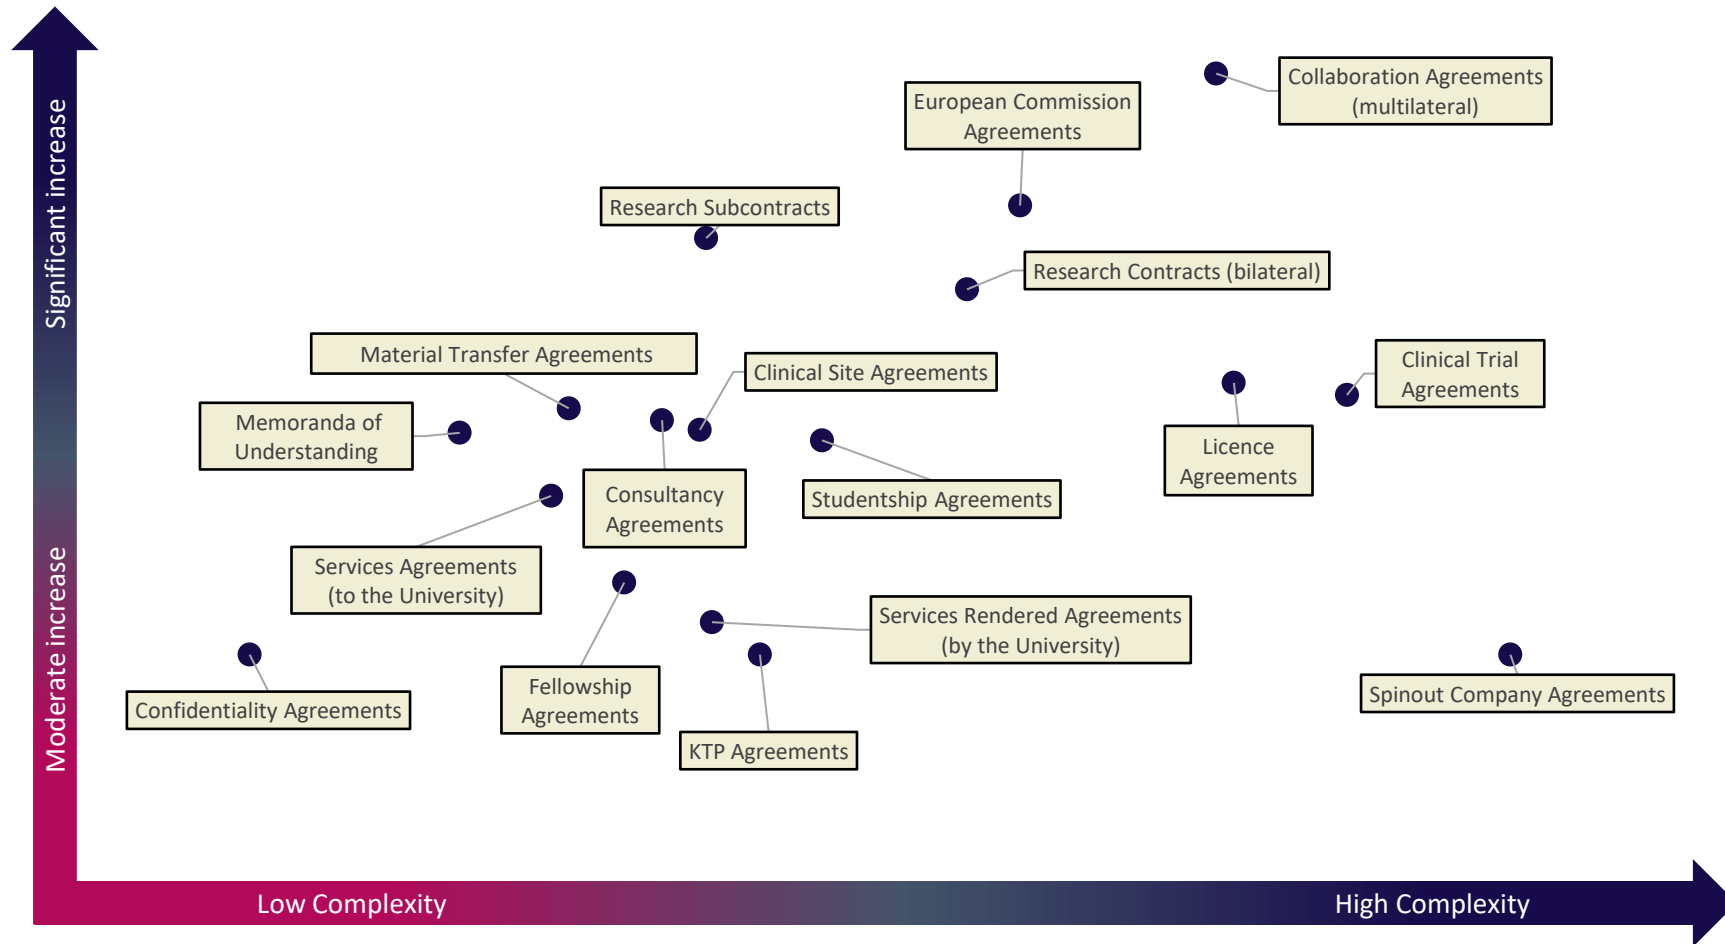 Significant increase
Moderate increase
Collaboration Agreements
(multilateral)
European Commission
Agreements
Research Subcontracts
Research Contracts (bilateral)
Material Transfer Agreements
Clinical Site Agreements
Clinical Trial
Agreements
Memoranda of
Understanding
Licence
Agreements
Consultancy
Agreements
Studentship Agreements
Services Agreements
(to the University)
Services Rendered Agreements
(by the University)
Fellowship
Agreements
Confidentiality Agreements
Spinout Company Agreements
KTP Agreements
Low Complexity
High Complexity